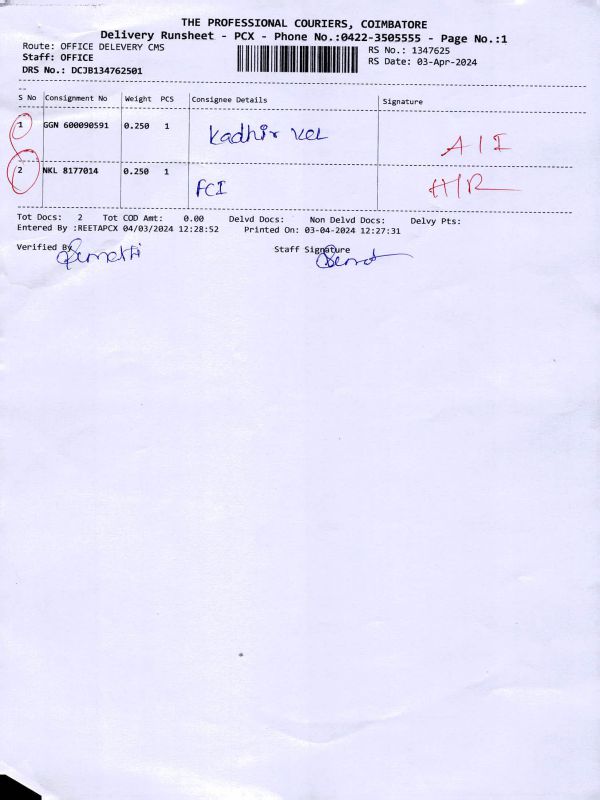 THE PROFESSIONAL COURIERS, COIMBATORE
Delivery Runsheet - PCX - Phone No.:0422-3505555 - Page No.:1
Route: OFFICE DELEVERY CMS
RS No.: 1347625
Staff: OFFICE
RS Date: 03-Apr-2024
DRS No.: DCJB134762501
S No Consignment No Weight PCS Consignee Details Signature
1 GGN 600090591 0.250 1 Kadhir vel A/I
2 NKL 8177014 0.250 1 FCI H/R
Tot Docs: 2 Tot COD Amt: 0.00 Delvd Docs: Non Delvd Docs: Delvy Pts:
Entered By :REETAPCX 04/03/2024 12:28:52 Printed On: 03-04-2024 12:27:31
Verified By Staff Signature